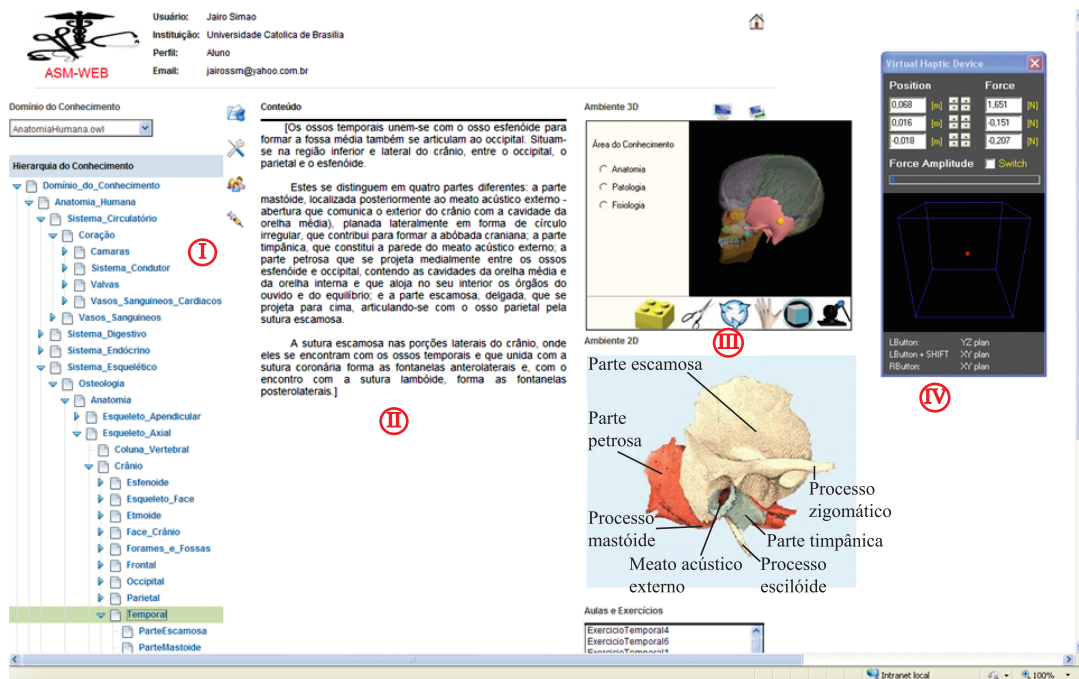 Usuário: Jairo Simao
Instituição: Universidade Catolica de Brasilia
Perfil: Aluno
Email: jairossm@yahoo.com.br
ASM-WEB
Domínio do Conhecimento
AnatomiaHumana.owl
Hierarquia do Conhecimento
Domínio_do_Conhecimento
Anatomia_Humana
Sistema_Circulatório
Coração
Camaras
Sistema_Condutor
Valvas
Vasos_Sanguineos_Cardiacos
Vasos_Sanguineos
Sistema_Digestivo
Sistema_Endócrino
Sistema_Esquelético
Osteologia
Anatomia
Esqueleto_Apendicular
Esqueleto_Axial
Coluna_Vertebral
Crânio
Esfenoide
Esqueleto_Face
Etmoide
Face_Crânio
Forames_e_Fossas
Frontal
Occipital
Parietal
Temporal
ParteEscamosa
ParteMastoide
I
Conteúdo
[Os ossos temporais unem-se com o osso esfenóide para
formar a fossa média também se articulam ao occipital. Situam-
se na região inferior e lateral do crânio, entre o occipital, o
parietal e o esfenóide.
Estes se distinguem em quatro partes diferentes: a parte
mastóide, localizada posteriormente ao meato acústico externo -
abertura que comunica o exterior do crânio com a cavidade da
orelha média), planada lateralmente em forma de círculo
irregular, que contribui para formar a abóbada craniana; a parte
timpânica, que constitui a parede do meato acústico externo; a
parte petrosa que se projeta medialmente entre os ossos
esfenóide e occipital, contendo as cavidades da orelha média e
da orelha interna e que aloja no seu interior os órgãos do
ouvido e do equilíbrio; e a parte escamosa, delgada, que se
projeta para cima, articulando-se com o osso parietal pela
sutura escamosa.
A sutura escamosa nas porções laterais do crânio, onde
eles se encontram com os ossos temporais e que unida com a
sutura coronária forma as fontanelas anterolaterais e, com o
encontro com a sutura lambóide, forma as fontanelas
posterolaterais.]
II
Ambiente 3D
Área do Conhecimento
Anatomia
Patologia
Fisiologia
III
Ambiente 2D
Parte escamosa
Parte
petrosa
Processo
zigomático
Processo
mastóide
Parte timpânica
Meato acústico
externo
Processo
escilóide
Aulas e Exercícios
ExercicioTemporal4
ExercicioTemporal6
ExercicioTemporal1
Virtual Haptic Device
Position Force
0,068 [m] 1,651 [N]
0,016 [m] -0,151 [N]
-0,018 [m] -0,207 [N]
Force Amplitude Switch
LButton: YZ plan
LButton + SHIFT XY plan
RButton: XY plan
IV
Intranet local 100%